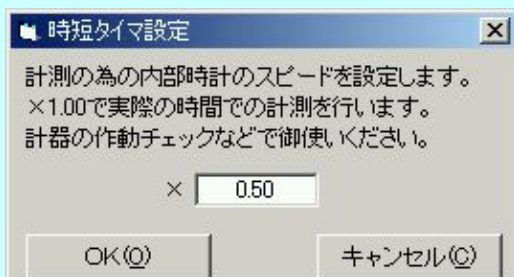 時短タイマ設定
計測の為の内部時計のスピードを設定します。
×1.00で実際の時間での計測を行います。
計器の作動チェックなどで御使いください。
× 0.50
OK(O) キャンセル(C)